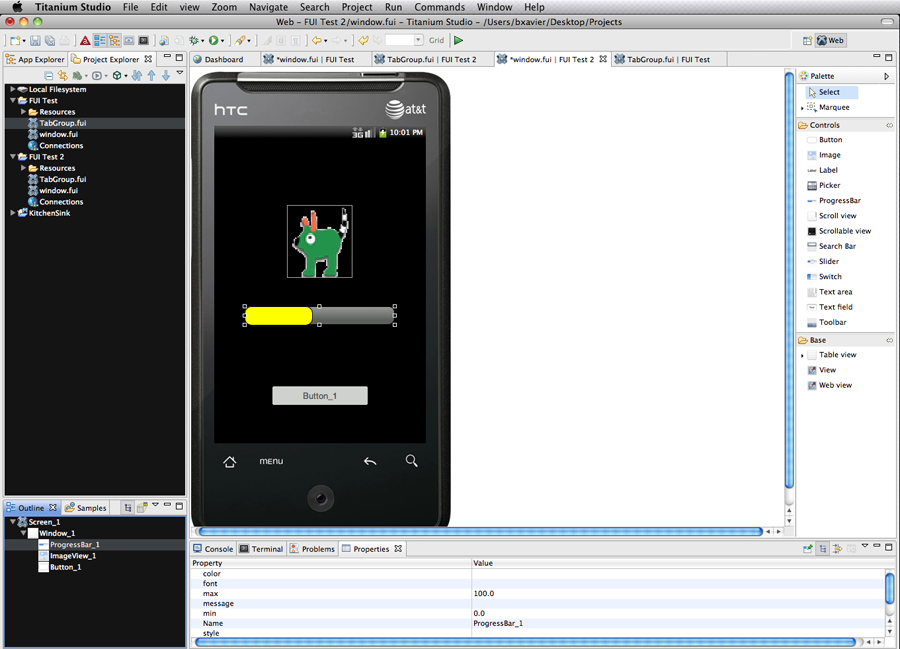 Titanium Studio File Edit view Zoom Navigate Search Project Run Commands Window Help
Web – FUI Test 2/window.fui – Titanium Studio – /Users/bxavier/Desktop/Projects
Grid
Web
App Explorer
Project Explorer
Local Filesystem
FUI Test
Resources
TabGroup.fui
window.fui
Connections
FUI Test 2
Resources
TabGroup.fui
window.fui
Connections
KitchenSink
Dashboard
*window.fui | FUI Test
TabGroup.fui | FUI Test 2
*window.fui | FUI Test 2
TabGroup.fui | FUI Test
hTC
at&t
3G
10:01 PM
Button_1
MENU
Palette
Select
Marquee
Controls
Button
Image
Label
Picker
ProgressBar
Scroll view
Scrollable view
Search Bar
Slider
Switch
Text area
Text field
Toolbar
Base
Table view
View
Web view
Outline
Samples
Screen_1
Window_1
ProgressBar_1
ImageView_1
Button_1
Console
Terminal
Problems
Properties
Property Value
color
font
max 100.0
message
min 0.0
Name ProgressBar_1
style